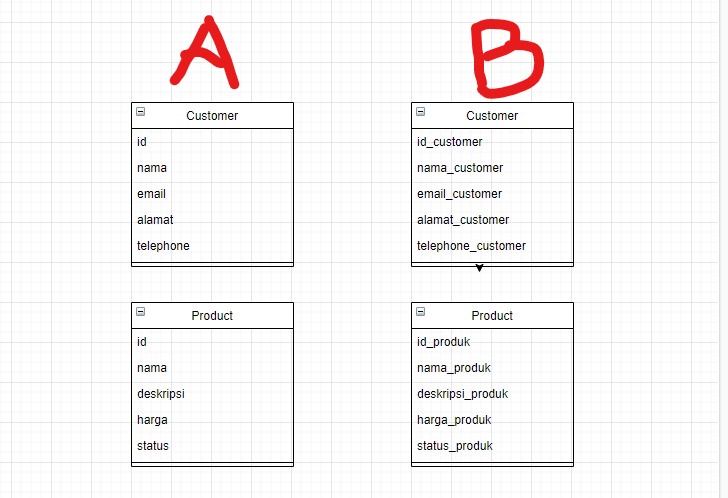 A
B
Customer
id
nama
email
alamat
telephone
Customer
id_customer
nama_customer
email_customer
alamat_customer
telephone_customer
Product
id
nama
deskripsi
harga
status
Product
id_produk
nama_produk
deskripsi_produk
harga_produk
status_produk